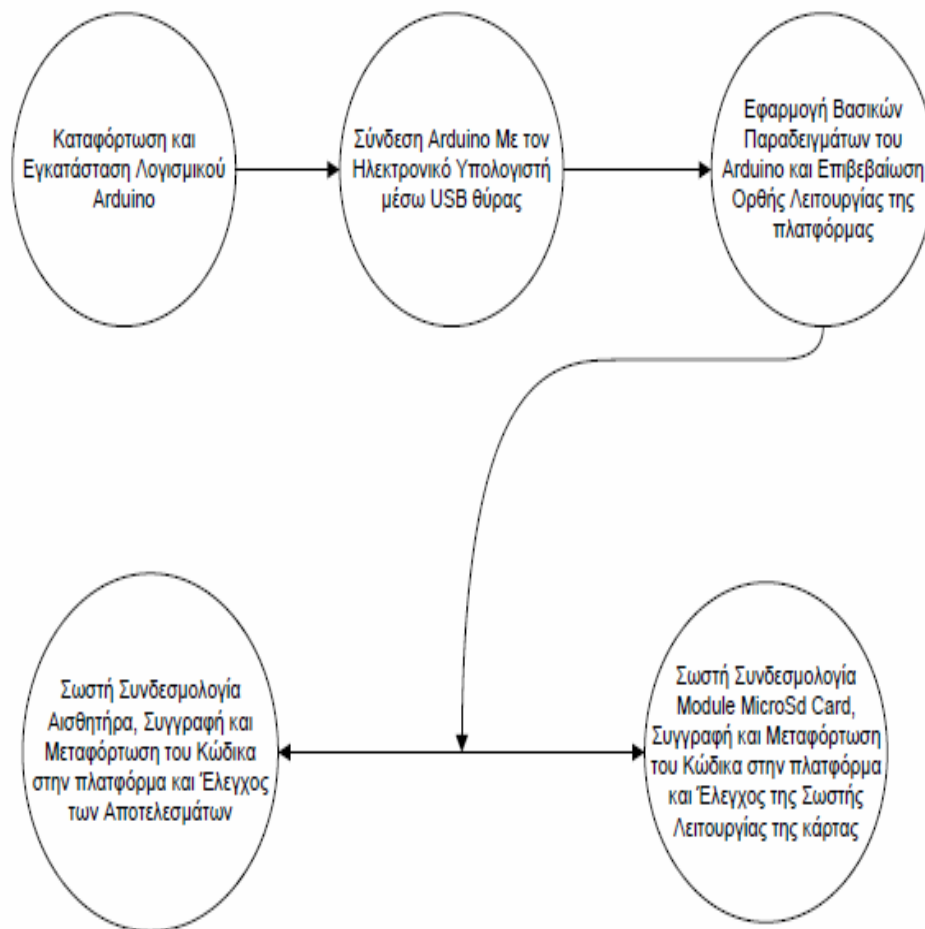 Καταφόρτωση και
Εγκατάσταση Λογισμικού
Arduino
Σύνδεση Arduino Με τον
Ηλεκτρονικό Υπολογιστή
μέσω USB θύρας
Εφαρμογή Βασικών
Παραδειγμάτων του
Arduino και Επιβεβαίωση
Ορθής Λειτουργίας της
πλατφόρμας
Σωστή Συνδεσμολογία
Αισθητήρα, Συγγραφή και
Μεταφόρτωση του Κώδικα
στην πλατφόρμα και Έλεγχος
των Αποτελεσμάτων
Σωστή Συνδεσμολογία
Module MicroSd Card,
Συγγραφή και Μεταφόρτωση
του Κώδικα στην πλατφόρμα
και Έλεγχος της Σωστής
Λειτουργίας της κάρτας